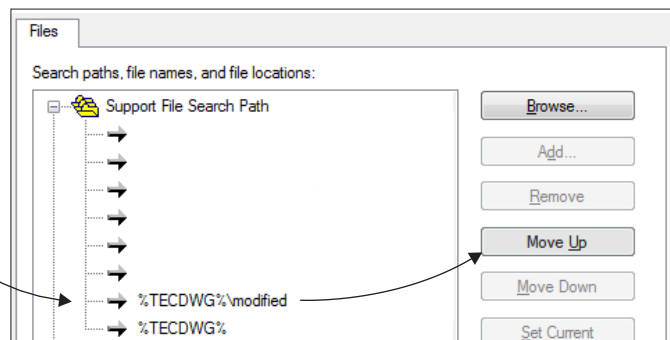 Files
Search paths, file names, and file locations:
Support File Search Path
Browse...
Add...
Remove
Move Up
%TECDWG%\modified
Move Down
%TECDWG%
Set Current